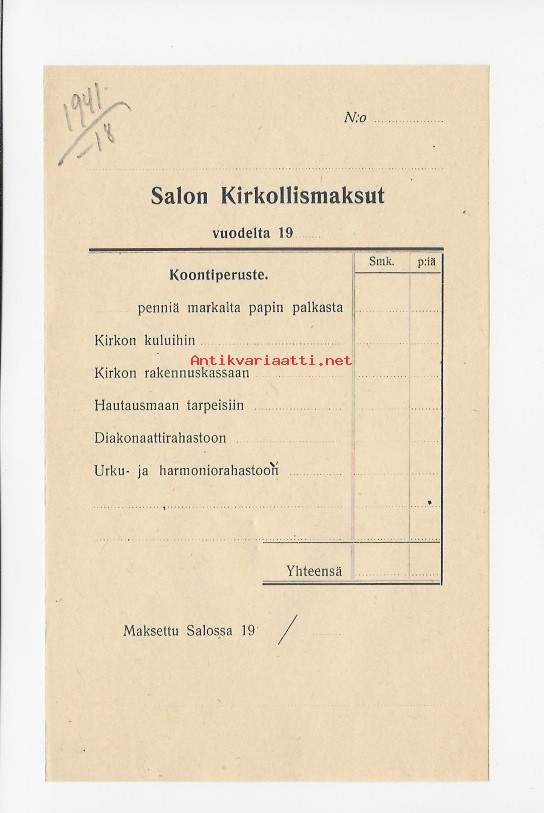 1941
-18
N:o
Salon Kirkollismaksut
vuodelta 19
Smk. p:iä
Koontiperuste.
penniä markalta papin palkasta
Kirkon kuluihin
Antikvariaatti.net
Kirkon rakennuskassaan
Hautausmaan tarpeisiin
Diakonaattirahastoon
Urku- ja harmoniorahastoon
Yhteensä
Maksettu Salossa 19 /